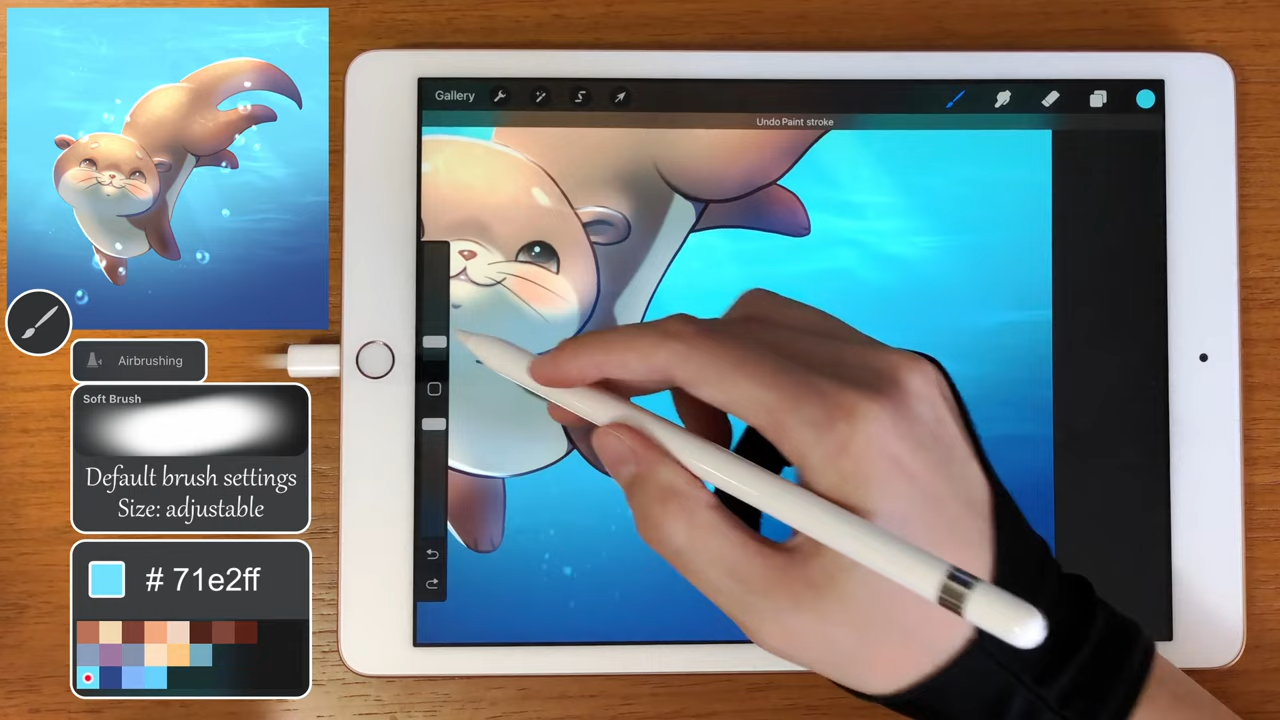 Gallery
Undo Paint stroke
Airbrushing
Soft Brush
Default brush settings
Size: adjustable
# 71e2ff